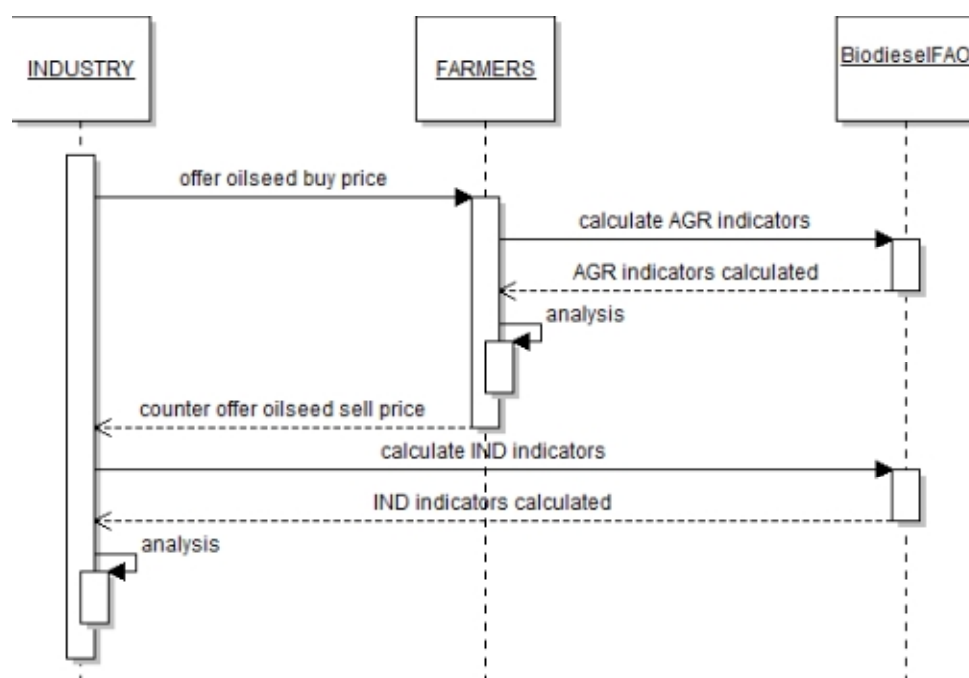 INDUSTRY
FARMERS
BiodieselFAO
offer oilseed buy price
calculate AGR indicators
AGR indicators calculated
analysis
counter offer oilseed sell price
calculate IND indicators
IND indicators calculated
analysis